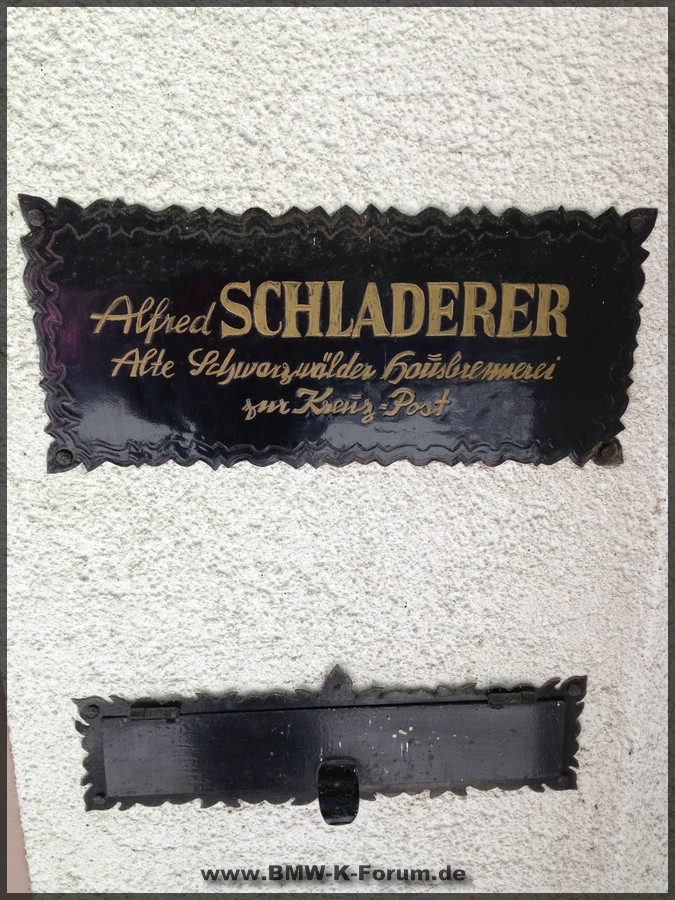 Alfred SCHLADERER
Alte Schwarzwälder Hausbrennerei
zur Kreuz=Post
www.BMW-K-Forum.de